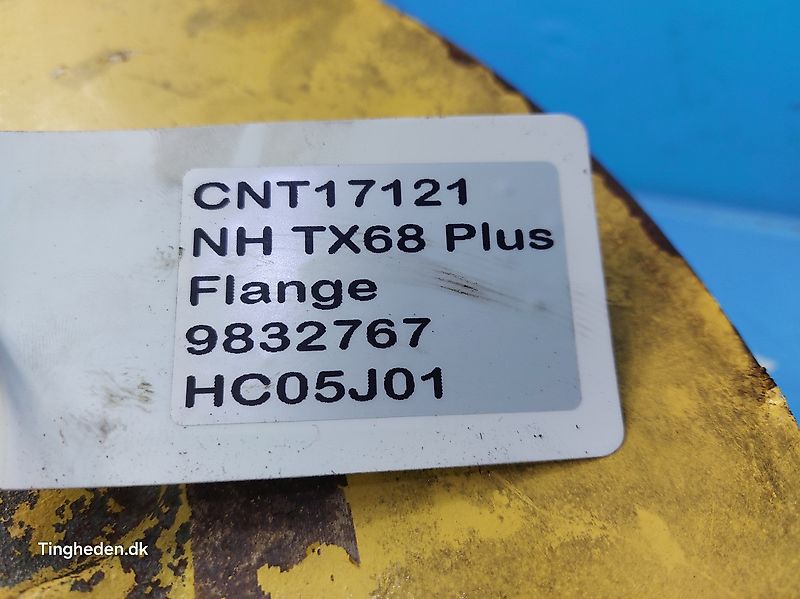 CNT17121
NH TX68 Plus
Flange
9832767
HC05J01
Tingheden.dk